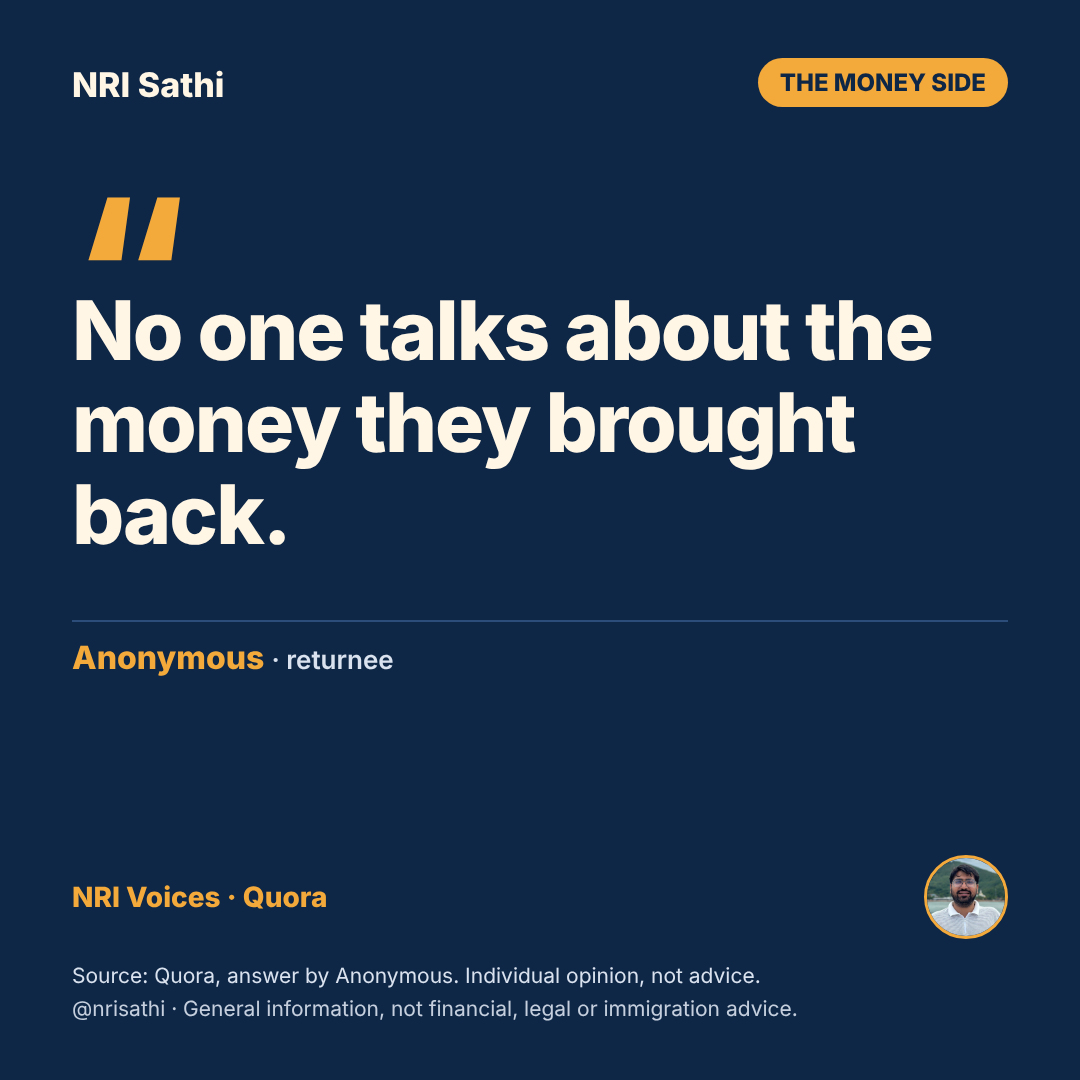 NRI Sathi
THE MONEY SIDE
“
No one talks about the
money they brought
back.
Anonymous · returnee
NRI Voices · Quora
Source: Quora, answer by Anonymous. Individual opinion, not advice.
@nrisathi · General information, not financial, legal or immigration advice.